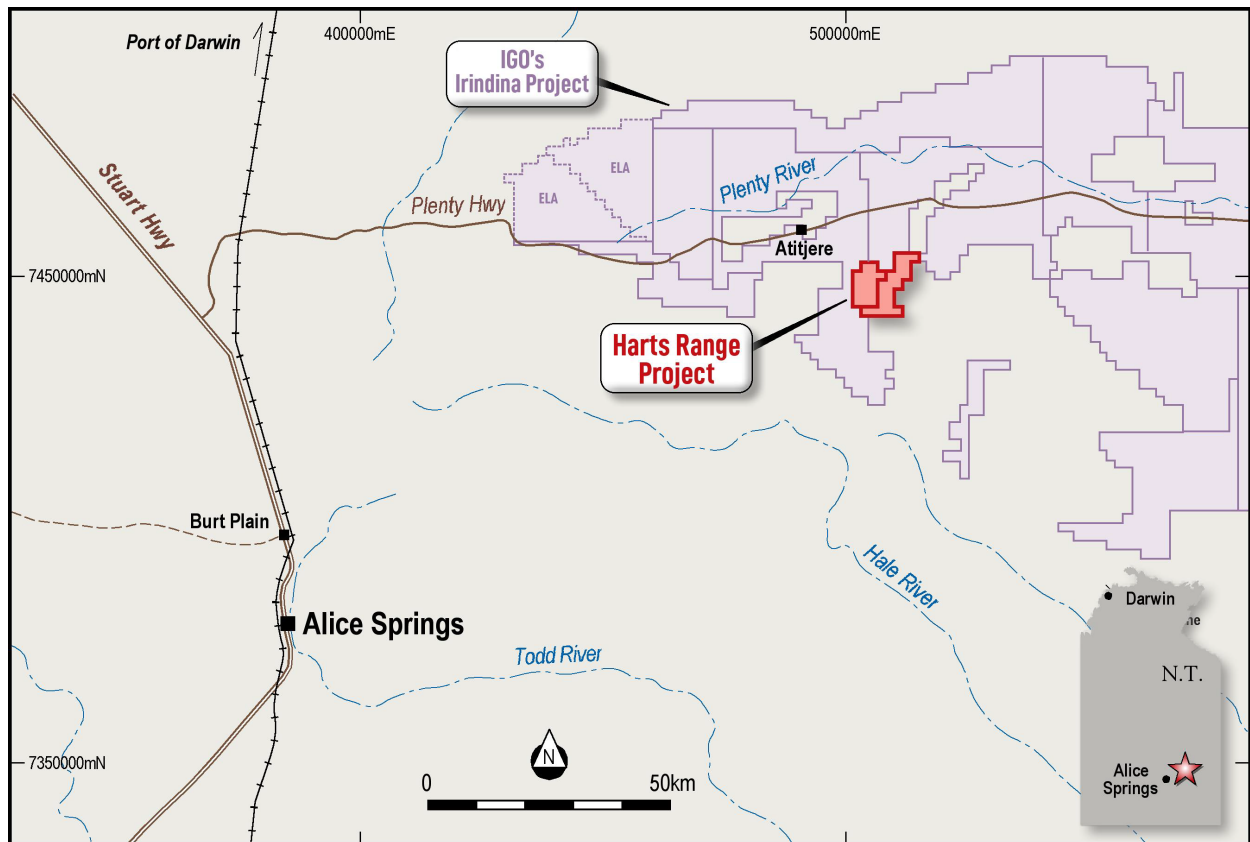 400000mE
500000mE
Port of Darwin
IGO's
Irindina Project
Stuart Hwy
ELA
ELA
Plenty River
Plenty Hwy
Atitjere
7450000mN
Harts Range
Project
Burt Plain
Hale River
Alice Springs
Todd River
Darwin
ne
N.T.
N
7350000mN
0
50km
Alice
Springs